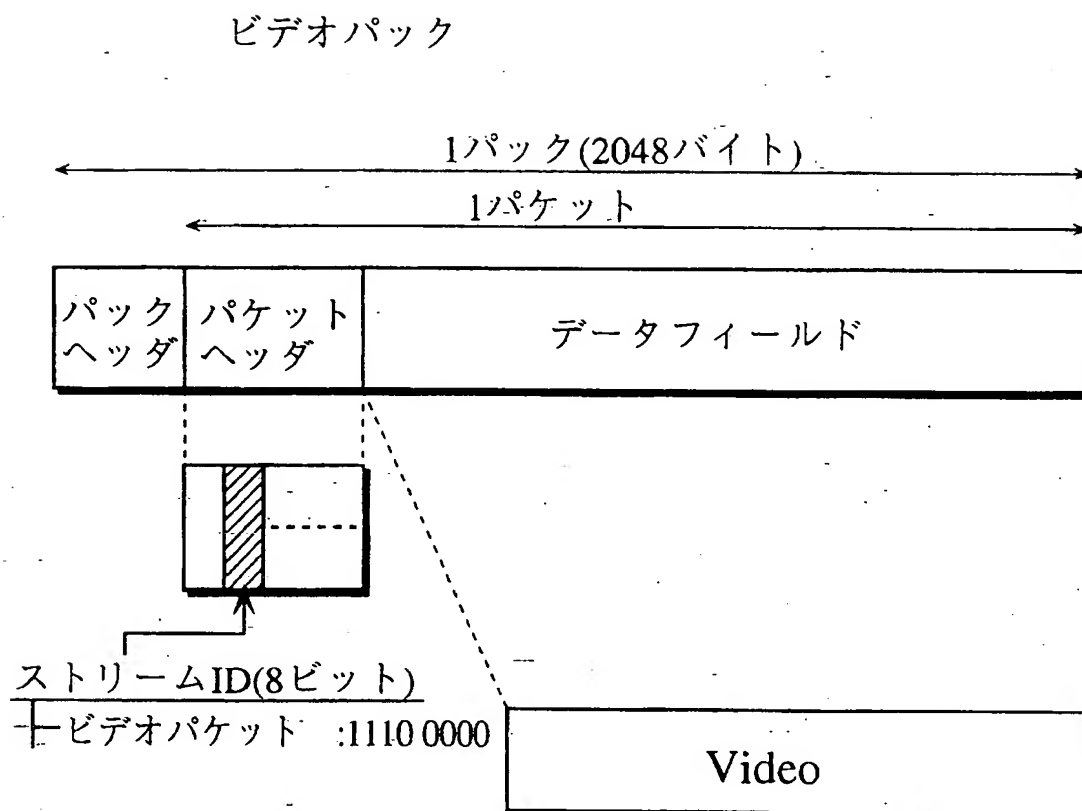 ビデオパック
1パック(2048バイト)
1パケット
パック
ヘッダ
パケット
ヘッダ
データフィールド
ストリームID(8ビット)
ビデオパケット :1110 0000
Video